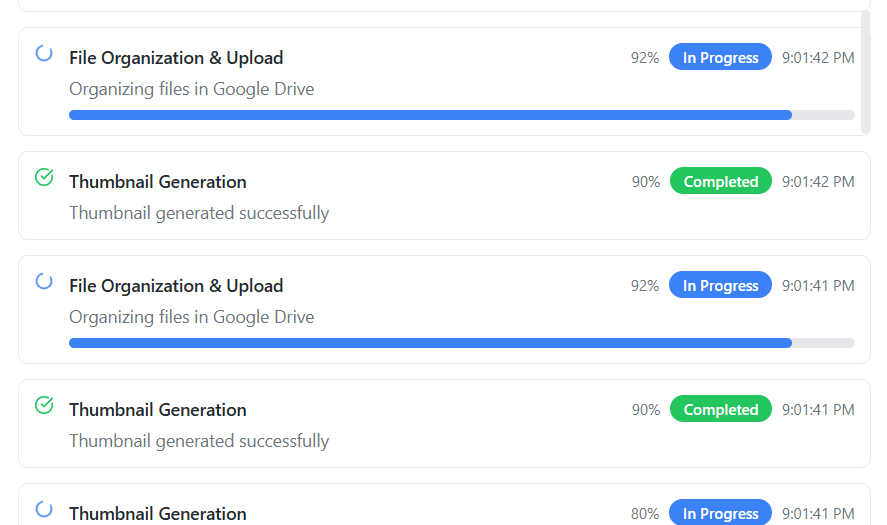 File Organization & Upload 92% In Progress 9:01:42 PM
Organizing files in Google Drive
Thumbnail Generation 90% Completed 9:01:42 PM
Thumbnail generated successfully
File Organization & Upload 92% In Progress 9:01:41 PM
Organizing files in Google Drive
Thumbnail Generation 90% Completed 9:01:41 PM
Thumbnail generated successfully
Thumbnail Generation 80% In Progress 9:01:41 PM